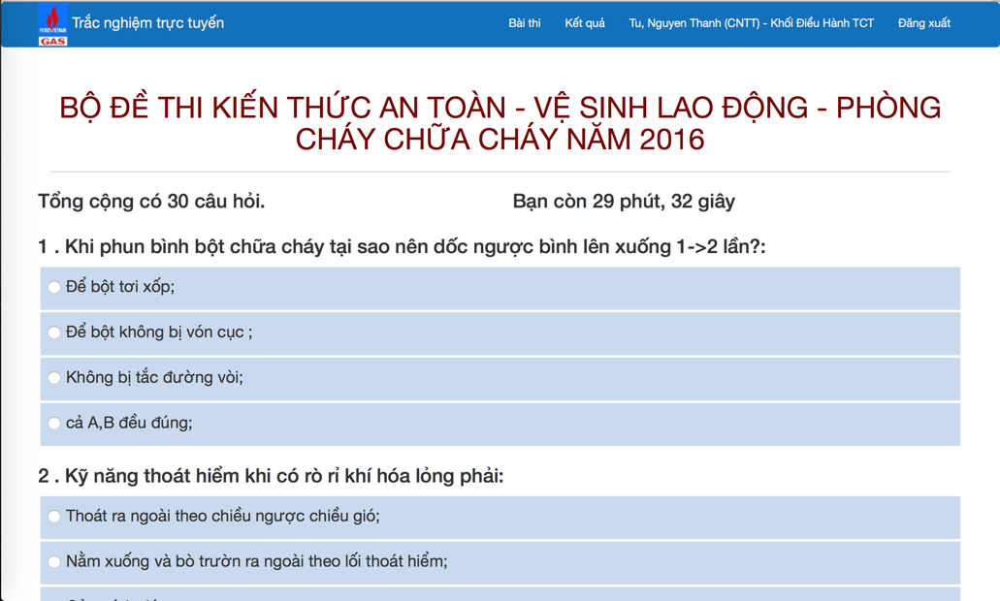 PETROVIETNAM
GAS
Trắc nghiệm trực tuyến
Bài thi Kết quả Tu, Nguyen Thanh (CNTT) - Khối Điều Hành TCT Đăng xuất
BỘ ĐỀ THI KIẾN THỨC AN TOÀN - VỆ SINH LAO ĐỘNG - PHÒNG
CHÁY CHỮA CHÁY NĂM 2016
Tổng cộng có 30 câu hỏi. Bạn còn 29 phút, 32 giây
1 . Khi phun bình bột chữa cháy tại sao nên dốc ngược bình lên xuống 1->2 lần?:
Để bột tơi xốp;
Để bột không bị vón cục ;
Không bị tắc đường vòi;
cả A,B đều đúng;
2 . Kỹ năng thoát hiểm khi có rò rỉ khí hóa lỏng phải:
Thoát ra ngoài theo chiều ngược chiều gió;
Nằm xuống và bò trườn ra ngoài theo lối thoát hiểm;